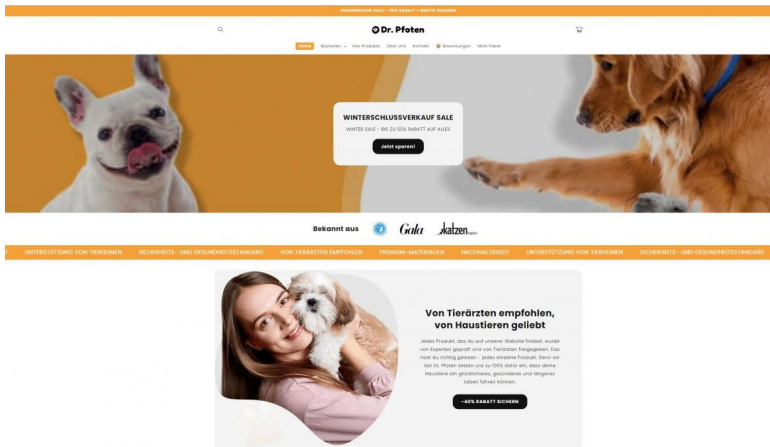 Dr. Pfoten
Home Bestseller Alle Produkte Über Uns Kontakt Bewertungen Mein Paket
WINTERSCHLUSSVERKAUF SALE
WINTER SALE - BIS ZU 50% RABATT AUF ALLES
Jetzt sparen!
Bekannt aus
Gala
katzen
UNTERSTÜTZUNG VON TIERHEIMEN SICHERHEITS- UND GESUNDHEITSSTANDARD VON TIERÄRZTEN EMPFOHLEN PREMIUM-MATERIALIEN NACHHALTIGKEIT UNTERSTÜTZUNG VON TIERHEIMEN SICHERHEITS- UND GESUNDHEITSSTANDARD
Von Tierärzten empfohlen,
von Haustieren geliebt
Jedes Produkt, das du auf unserer Website findest, wurde
von Experten geprüft und von Tierärzten freigegeben. Das
hast du richtig gelesen - jedes einzelne Produkt. Denn wir
bei Dr. Pfoten setzen uns zu 100% dafür ein, dass deine
Haustiere ein glücklicheres, gesünderes und längeres
Leben führen können.
-40% RABATT SICHERN